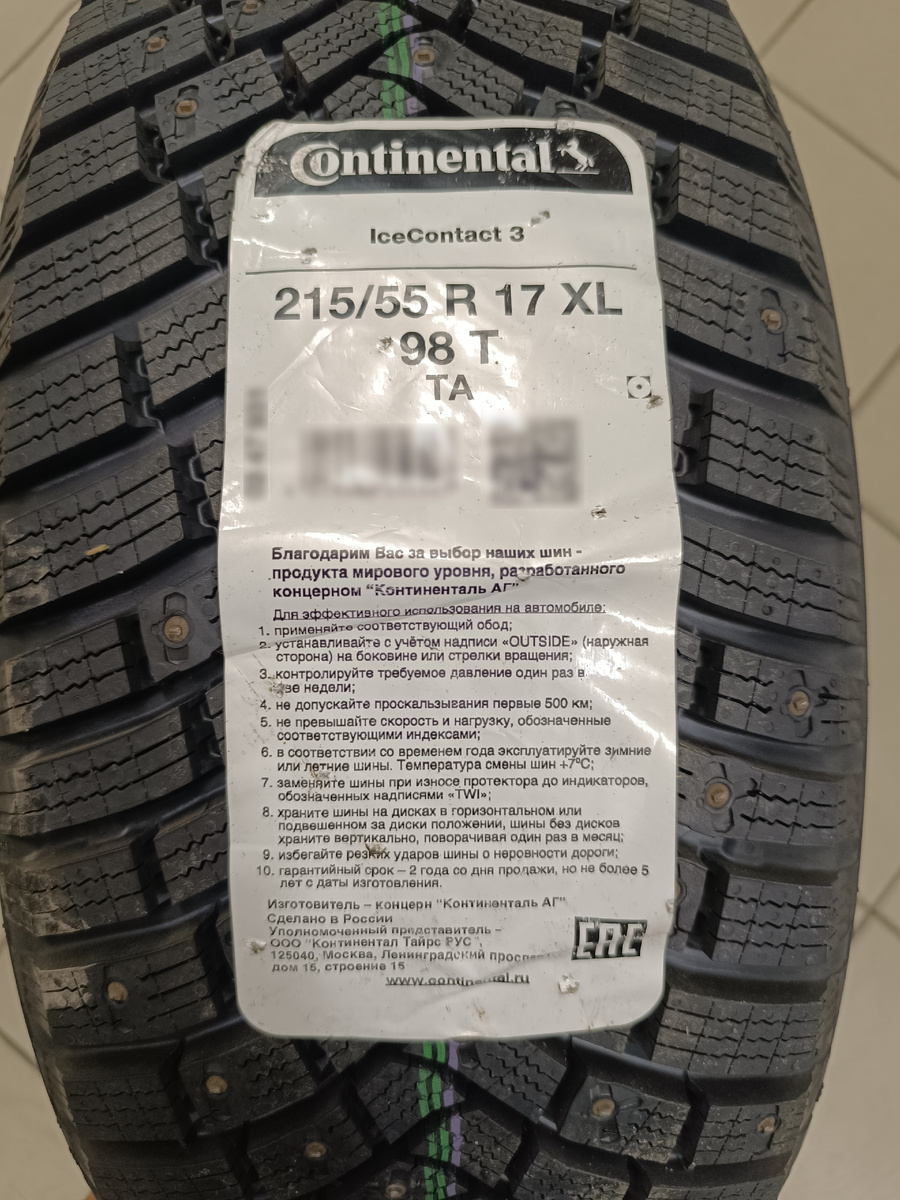 Continental
IceContact 3
215/55 R 17 XL
98 T
TA
Благодарим Вас за выбор наших шин -
продукта мирового уровня, разработанного
концерном "Континенталь АГ"
Для эффективного использования на автомобиле:
1. применяйте соответствующий обод;
2. устанавливайте с учётом надписи «OUTSIDE» (наружная
сторона) на боковине или стрелки вращения;
3. контролируйте требуемое давление один раз в
две недели;
4. не допускайте проскальзывания первые 500 км;
5. не превышайте скорость и нагрузку, обозначенные
соответствующими индексами;
6. в соответствии со временем года эксплуатируйте зимние
или летние шины. Температура смены шин +7°C;
7. заменяйте шины при износе протектора до индикаторов,
обозначенных надписями «TWI»;
8. храните шины на дисках в горизонтальном или
подвешенном за диски положений, шины без дисков
храните вертикально, поворачивая один раз в месяц;
9. избегайте резких ударов шины о неровности дороги;
10. гарантийный срок – 2 года со дня продажи, но не более 5
лет с даты изготовления.
Изготовитель – концерн "Континенталь АГ"
Сделано в России
Уполномоченный представитель –
ООО "Континентал Тайрс РУС",
125040, Москва, Ленинградский
дом 15, строение 15
EAC
www.continental.ru